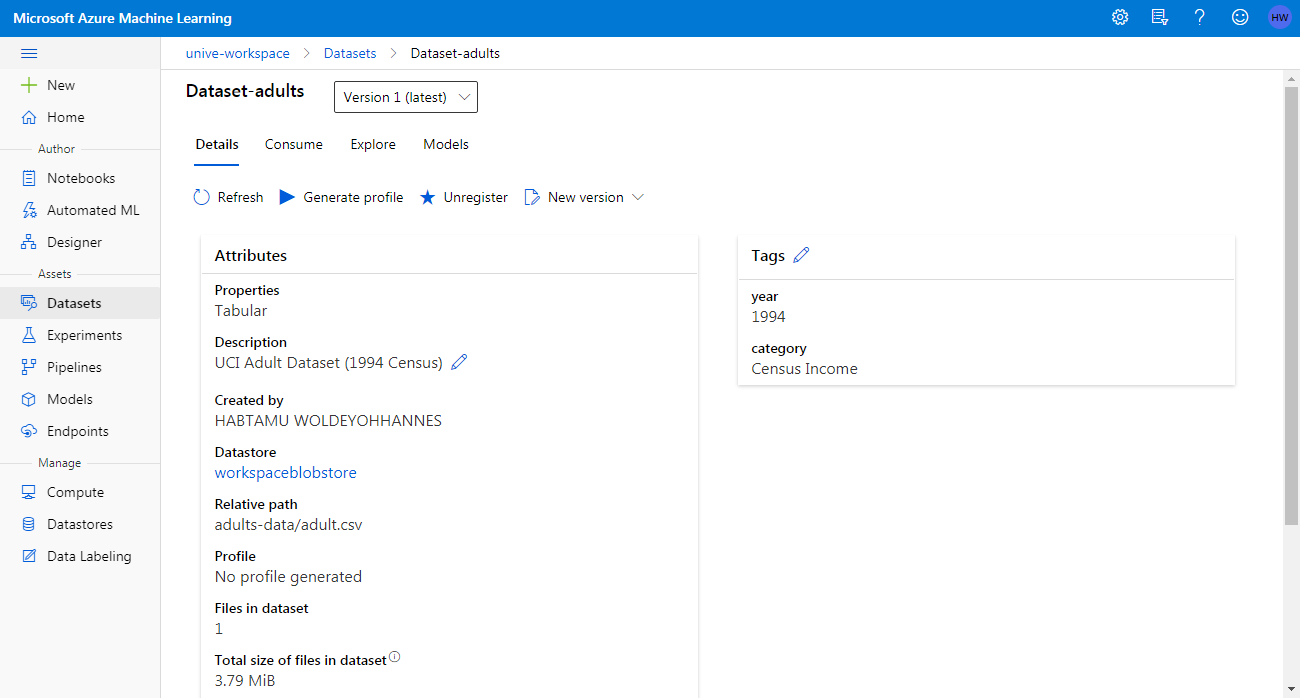 Microsoft Azure Machine Learning
HW
unive-workspace > Datasets > Dataset-adults
New
Home
Author
Notebooks
Automated ML
Designer
Assets
Datasets
Experiments
Pipelines
Models
Endpoints
Manage
Compute
Datastores
Data Labeling
Dataset-adults
Version 1 (latest)
Details Consume Explore Models
Refresh Generate profile Unregister New version
Attributes
Properties
Tabular
Description
UCI Adult Dataset (1994 Census)
Created by
HABTAMU WOLDEYOHHANNES
Datastore
workspaceblobstore
Relative path
adults-data/adult.csv
Profile
No profile generated
Files in dataset
1
Total size of files in dataset
3.79 MiB
Tags
year
1994
category
Census Income